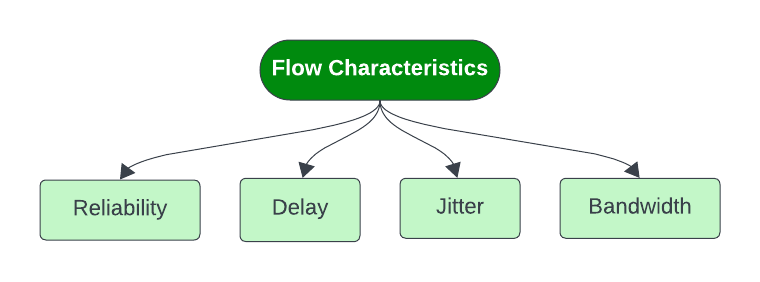 Flow Characteristics
Reliability
Delay
Jitter
Bandwidth